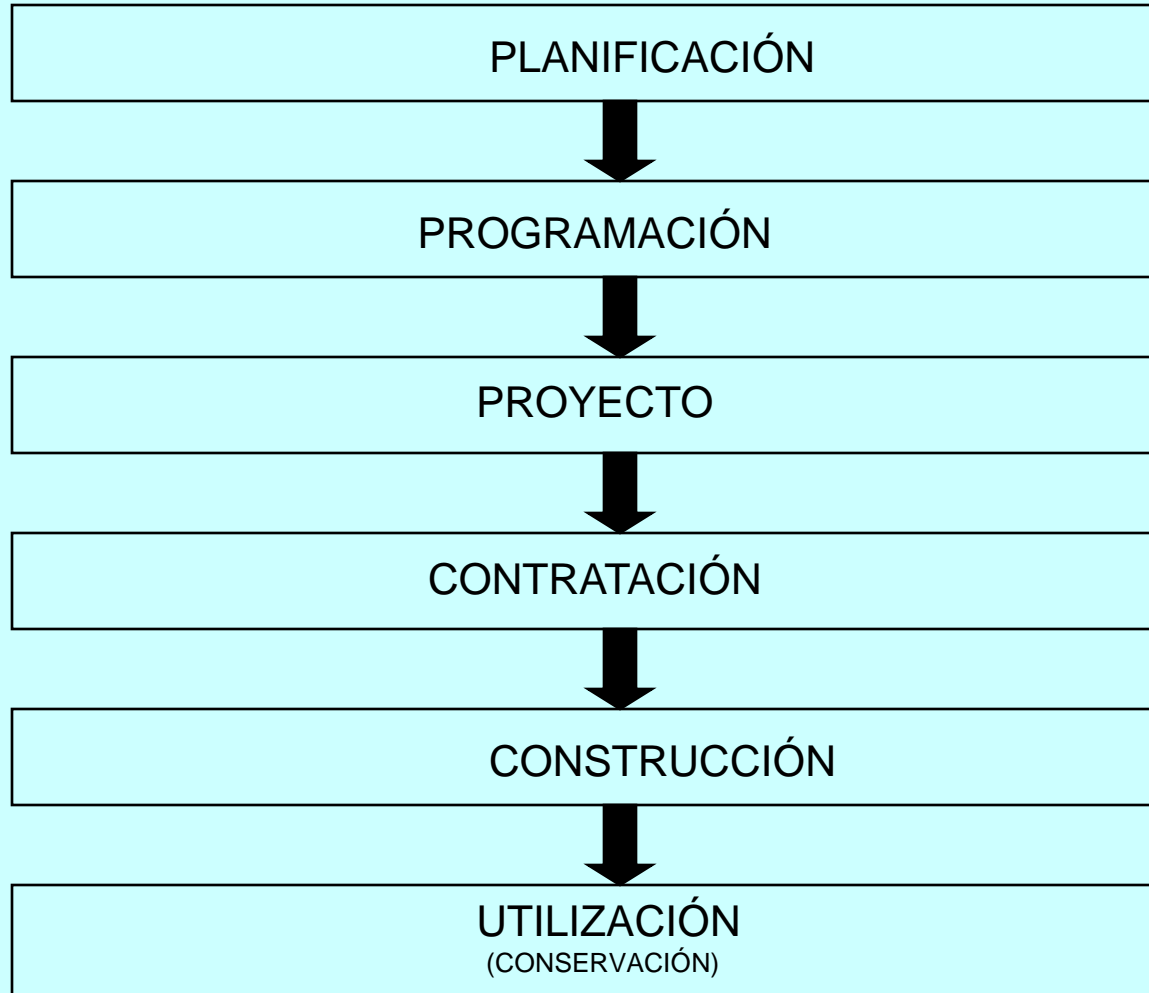 PLANIFICACIÓN
PROGRAMACIÓN
PROYECTO
CONTRATACIÓN
CONSTRUCCIÓN
UTILIZACIÓN
(CONSERVACIÓN)